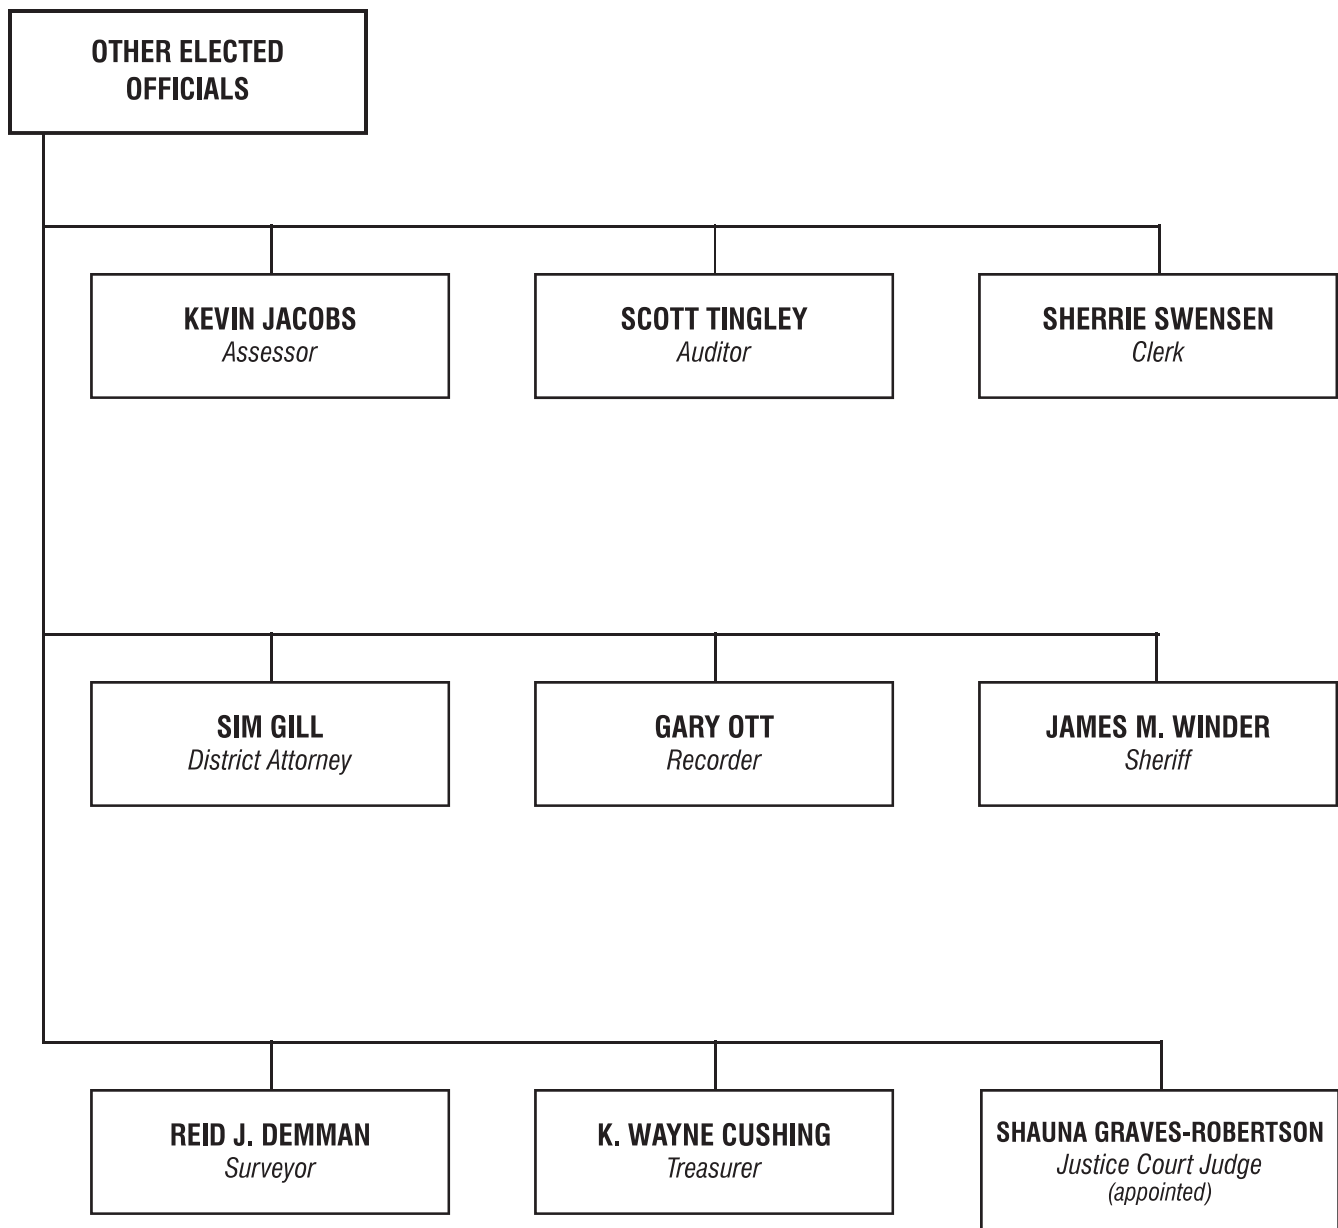 OTHER ELECTED
OFFICIALS
KEVIN JACOBS
Assessor
SCOTT TINGLEY
Auditor
SHERRIE SWENSEN
Clerk
SIM GILL
District Attorney
GARY OTT
Recorder
JAMES M. WINDER
Sheriff
REID J. DEMMAN
Surveyor
K. WAYNE CUSHING
Treasurer
SHAUNA GRAVES-ROBERTSON
Justice Court Judge
(appointed)